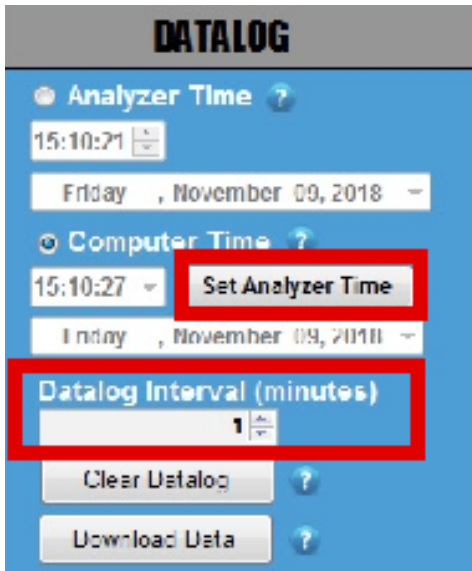 DATALOG
Analyzer Time ?
15:10:21
Friday , November 09, 2018
Computer Time ?
15:10:27 Set Analyzer Time
Friday , November 09, 2018
Datalog Interval (minutes)
1
Clear Datalog ?
Download Data ?